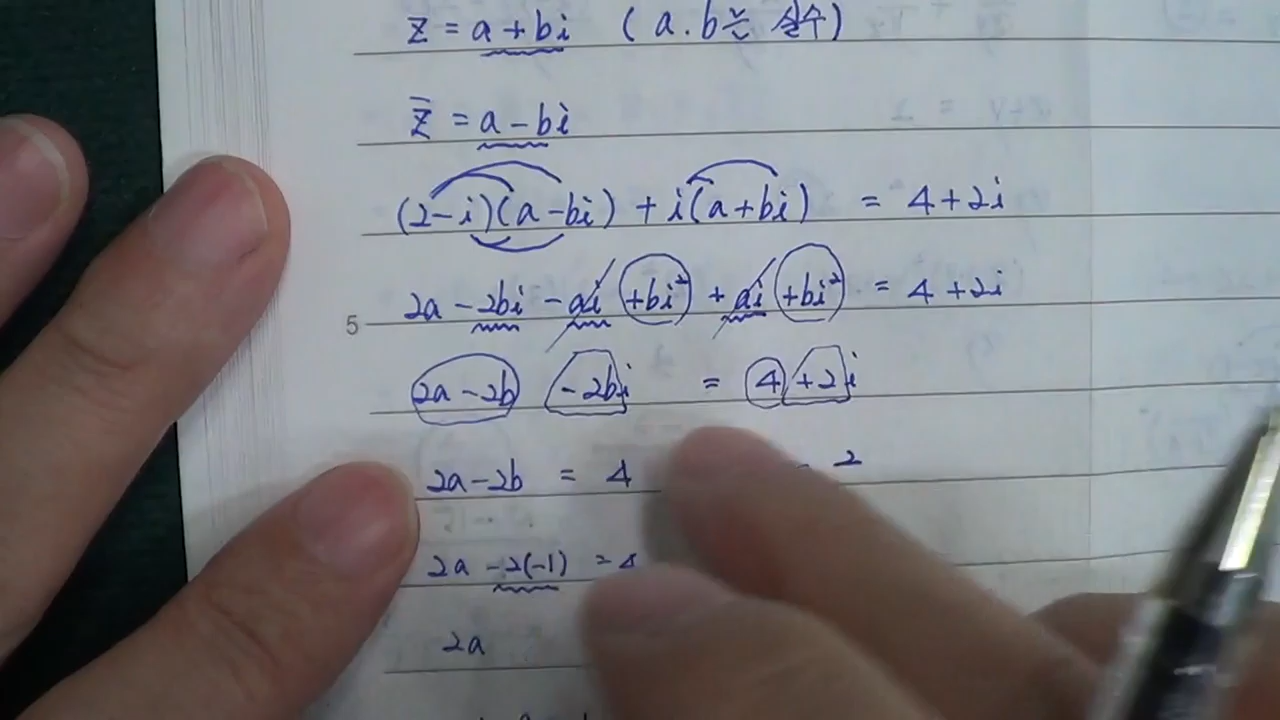 z = a + bi (a.b는 실수)
z̅ = a - bi
(2-i)(a-bi) + i(a+bi) = 4+2i
2a - 2bi - ai + bi² + ai + bi² = 4 + 2i
5
2a - 2b - 2bi = 4 + 2i
2a - 2b = 4 2
2a - 2(-1) = 4
2a